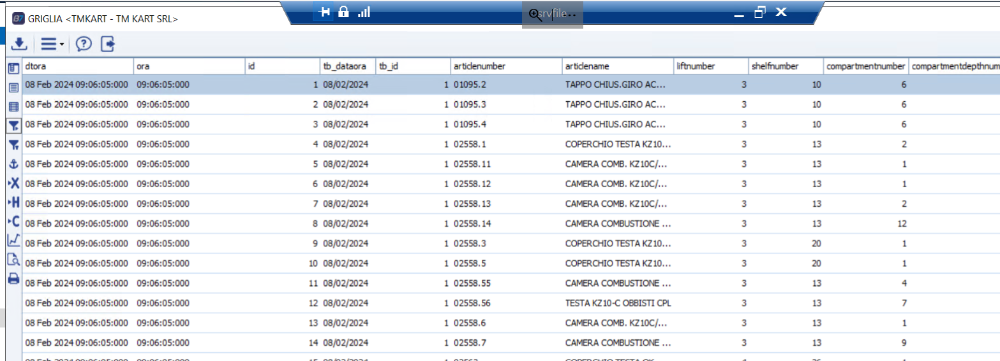 GRIGLIA <TMKART - TM KART SRL>
srv/file...
dtora ora id tb_dataora tb_id articlenumber articlename liftnumber shelfnumber compartmentnumber compartmentdepthnum
08 Feb 2024 09:06:05:000 09:06:05:000 1 08/02/2024 1 01095.2 TAPPO CHIUS.GIRO AC... 3 10 6
08 Feb 2024 09:06:05:000 09:06:05:000 2 08/02/2024 1 01095.3 TAPPO CHIUS.GIRO AC... 3 10 6
08 Feb 2024 09:06:05:000 09:06:05:000 3 08/02/2024 1 01095.4 TAPPO CHIUS.GIRO AC... 3 10 6
08 Feb 2024 09:06:05:000 09:06:05:000 4 08/02/2024 1 02558.1 COPERCHIO TESTA KZ10... 3 13 2
08 Feb 2024 09:06:05:000 09:06:05:000 5 08/02/2024 1 02558.11 CAMERA COMB. KZ10C/... 3 13 1
08 Feb 2024 09:06:05:000 09:06:05:000 6 08/02/2024 1 02558.12 CAMERA COMB. KZ10C/... 3 13 1
08 Feb 2024 09:06:05:000 09:06:05:000 7 08/02/2024 1 02558.13 CAMERA COMB. KZ10C/... 3 13 2
08 Feb 2024 09:06:05:000 09:06:05:000 8 08/02/2024 1 02558.14 CAMERA COMBUSTIONE ... 3 13 12
08 Feb 2024 09:06:05:000 09:06:05:000 9 08/02/2024 1 02558.3 COPERCHIO TESTA KZ10... 3 20 1
08 Feb 2024 09:06:05:000 09:06:05:000 10 08/02/2024 1 02558.5 COPERCHIO TESTA KZ10... 3 20 1
08 Feb 2024 09:06:05:000 09:06:05:000 11 08/02/2024 1 02558.55 CAMERA COMBUSTIONE ... 3 13 4
08 Feb 2024 09:06:05:000 09:06:05:000 12 08/02/2024 1 02558.56 TESTA KZ10-C OBBISTI CPL 3 13 7
08 Feb 2024 09:06:05:000 09:06:05:000 13 08/02/2024 1 02558.6 CAMERA COMB. KZ10C/... 3 13 1
08 Feb 2024 09:06:05:000 09:06:05:000 14 08/02/2024 1 02558.7 CAMERA COMBUSTIONE ... 3 13 9